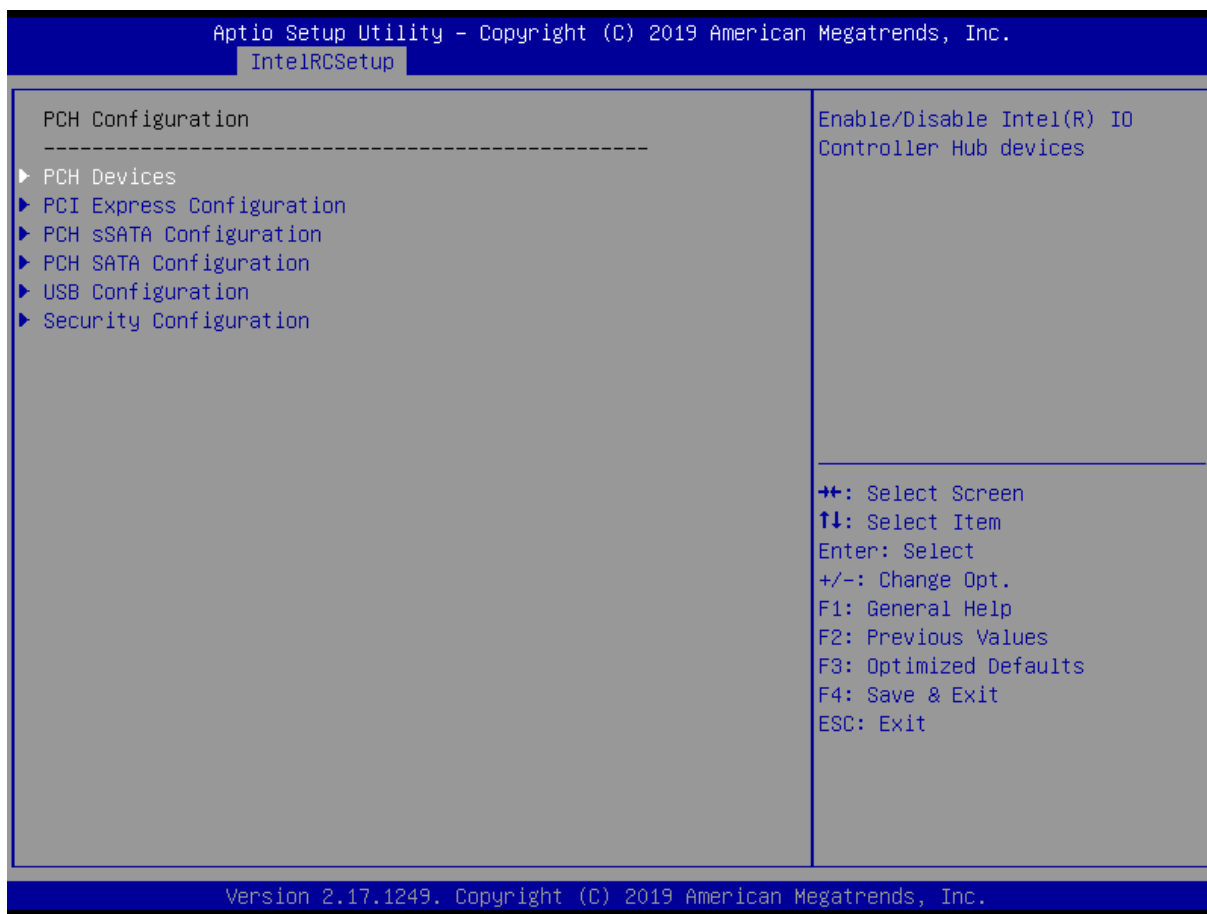 Aptio Setup Utility – Copyright (C) 2019 American Megatrends, Inc.
IntelRCSetup
PCH Configuration
--------------------------------------------------
▶ PCH Devices
▶ PCI Express Configuration
▶ PCH sSATA Configuration
▶ PCH SATA Configuration
▶ USB Configuration
▶ Security Configuration
Enable/Disable Intel(R) IO
Controller Hub devices
→←: Select Screen
↑↓: Select Item
Enter: Select
+/-: Change Opt.
F1: General Help
F2: Previous Values
F3: Optimized Defaults
F4: Save & Exit
ESC: Exit
Version 2.17.1249. Copyright (C) 2019 American Megatrends, Inc.